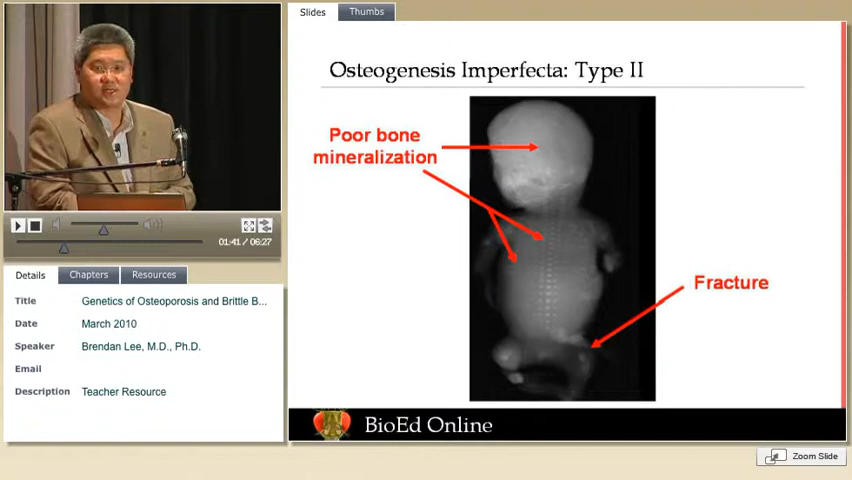 Slides
Thumbs
Osteogenesis Imperfecta: Type II
Poor bone
mineralization
Fracture
01:41 / 06:27
Details
Chapters
Resources
Title Genetics of Osteoporosis and Brittle B...
Date March 2010
Speaker Brendan Lee, M.D., Ph.D.
Email
Description Teacher Resource
BioEd Online
Zoom Slide